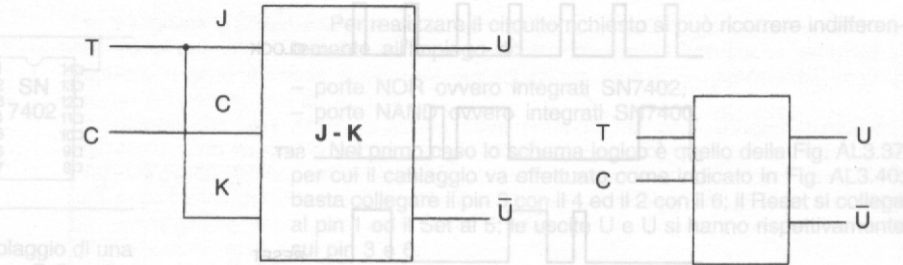 Per realizzare il circuito richiesto si può ricorrere indifferen-
temente all'impiego
– porte NOR ovvero integrati SN7402,
– porte NAND ovvero integrati SN7400.
Nel primo caso lo schema logico è quello della Fig. AL3.37
per cui il cablaggio va effettuato come indicato in Fig. AL3.40:
basta collegare il pin con il 4 ed il 2 con il 6; il Reset si collega
al pin 1 ed il Set al 5; le uscite U e U si hanno rispettivamente
sui pin 3 e 6.
SN
7402
olaggio di una
J
T
C
C
K
J - K
U
Ū
T
C
U
Ū